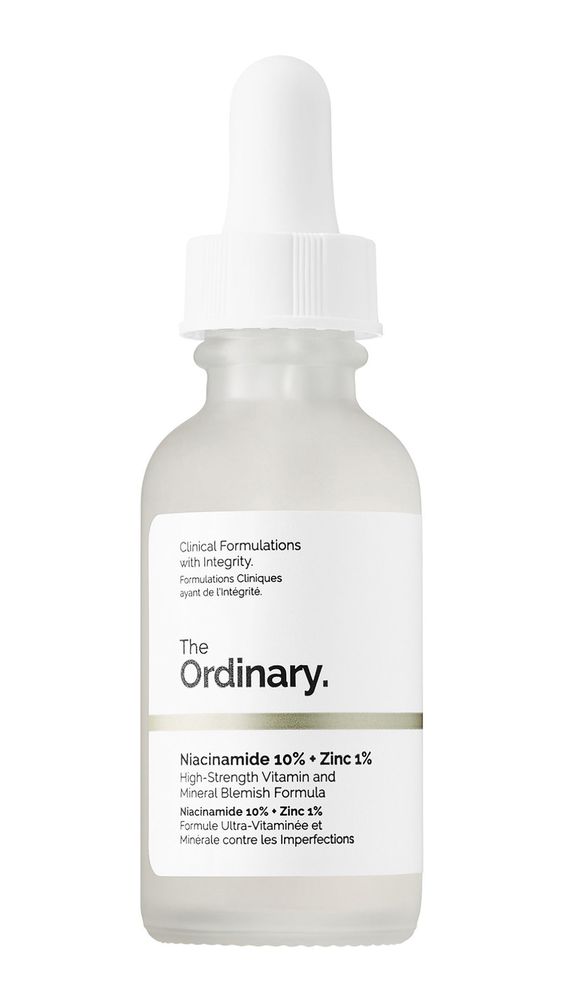 Clinical Formulations
with Integrity.
Formulations Cliniques
ayant de l'Intégrité.
The
Ordinary.
Niacinamide 10% + Zinc 1%
High-Strength Vitamin and
Mineral Blemish Formula
Niacinamide 10% + Zinc 1%
Formule Ultra-Vitaminée et
Minérale contre les Imperfections